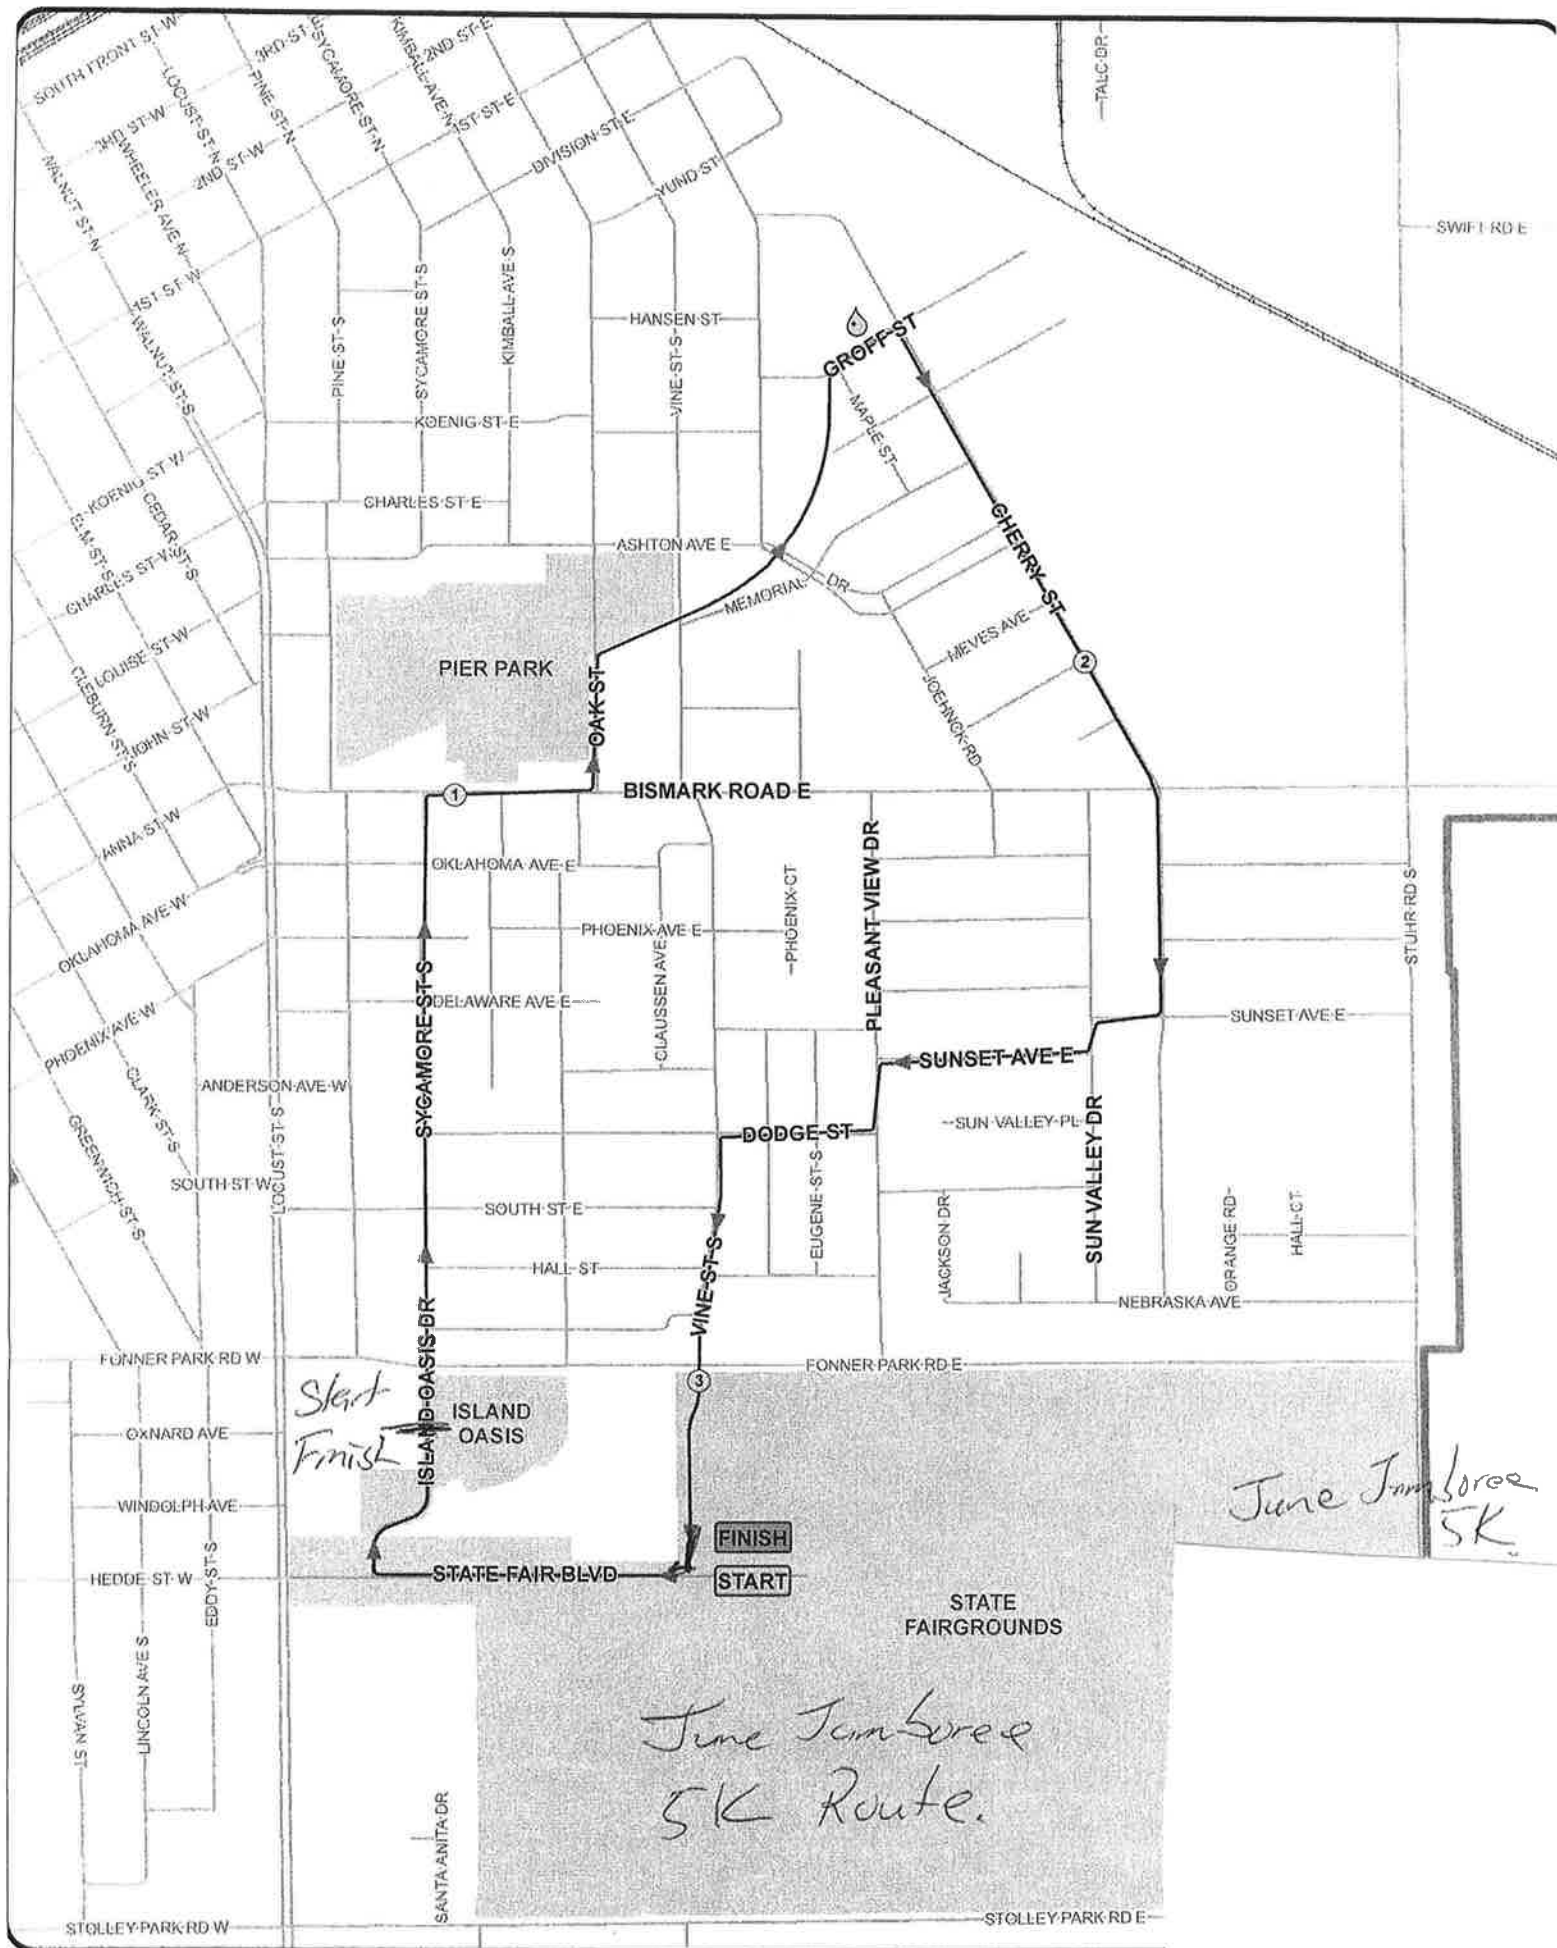 SOUTH FRONT ST W
3RD ST
SYCAMORE ST N
KIMBALL AVE N
2ND ST E
LOCUST ST N
PINE ST N
1ST ST E
3RD ST W
WHEELER AVE N
2ND ST W
DIVISION ST E
YUND ST
TALC DR
WALNUT ST N
SWIFT RD E
1ST ST W
WALNUT ST S
PINE ST S
SYCAMORE ST S
KIMBALL AVE S
HANSEN ST
VINE ST S
GROFF ST
MAPLE ST
KOENIG ST E
KOENIG ST W
CEDAR ST S
ELM ST S
CHARLES ST E
CHARLES ST W
ASHTON AVE E
CHERRY ST
MEMORIAL DR
MEVES AVE
LOUISE ST W
CLEBURN ST S
PIER PARK
OAK ST
2
JOEHNCK RD
JOHN ST W
1
BISMARK ROAD E
ANNA ST W
OKLAHOMA AVE E
PLEASANT VIEW DR
PHOENIX CT
OKLAHOMA AVE W
PHOENIX AVE E
CLAUSSEN AVE
STUHR RD S
SYCAMORE ST S
DELAWARE AVE E
SUNSET AVE E
PHOENIX AVE W
CLARK ST S
ANDERSON AVE W
SUNSET AVE E
GREENWICH ST S
LOCUST ST S
DODGE ST
SUN VALLEY PL
SUN VALLEY DR
SOUTH ST W
SOUTH ST E
EUGENE ST S
JACKSON DR
ORANGE RD
HALL CT
HALL ST
VINE ST S
NEBRASKA AVE
ISLAND OASIS DR
FONNER PARK RD W
FONNER PARK RD E
3
Start
Finish
ISLAND
OASIS
OXNARD AVE
WINDOLPH AVE
June Jamboree
5K
FINISH
HEDDE ST W
EDDY ST S
STATE FAIR BLVD
START
STATE
FAIRGROUNDS
SYLVAN ST
LINCOLN AVE S
June Jamboree
5K Route.
SANTA ANITA DR
STOLLEY PARK RD W
STOLLEY PARK RD E